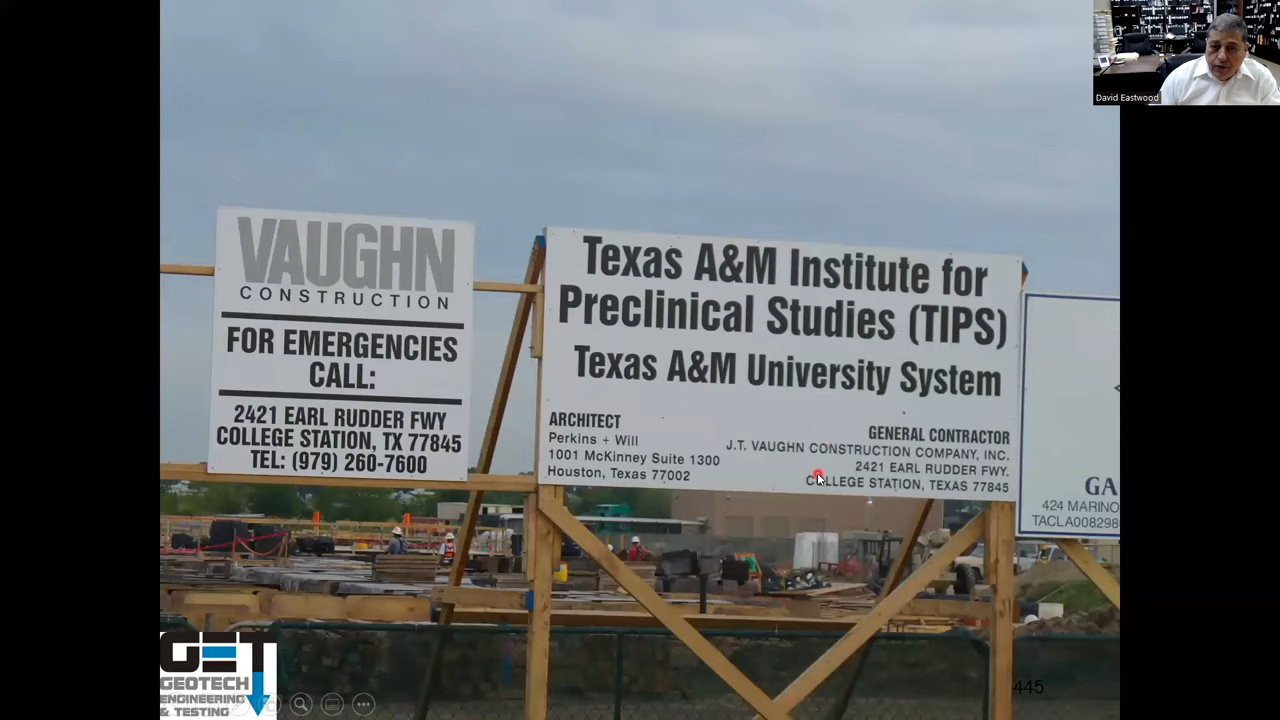 David Eastwood
VAUGHN
CONSTRUCTION
FOR EMERGENCIES
CALL:
2421 EARL RUDDER FWY
COLLEGE STATION, TX 77845
TEL: (979) 260-7600
Texas A&M Institute for
Preclinical Studies (TIPS)
Texas A&M University System
ARCHITECT
Perkins + Will
1001 McKinney Suite 1300
Houston, Texas 77002
GENERAL CONTRACTOR
J.T. VAUGHN CONSTRUCTION COMPANY, INC.
2421 EARL RUDDER FWY.
COLLEGE STATION, TEXAS 77845
GA
424 MARINO
TACLA008298
GET
GEOTECH
ENGINEERING
& TESTING
445